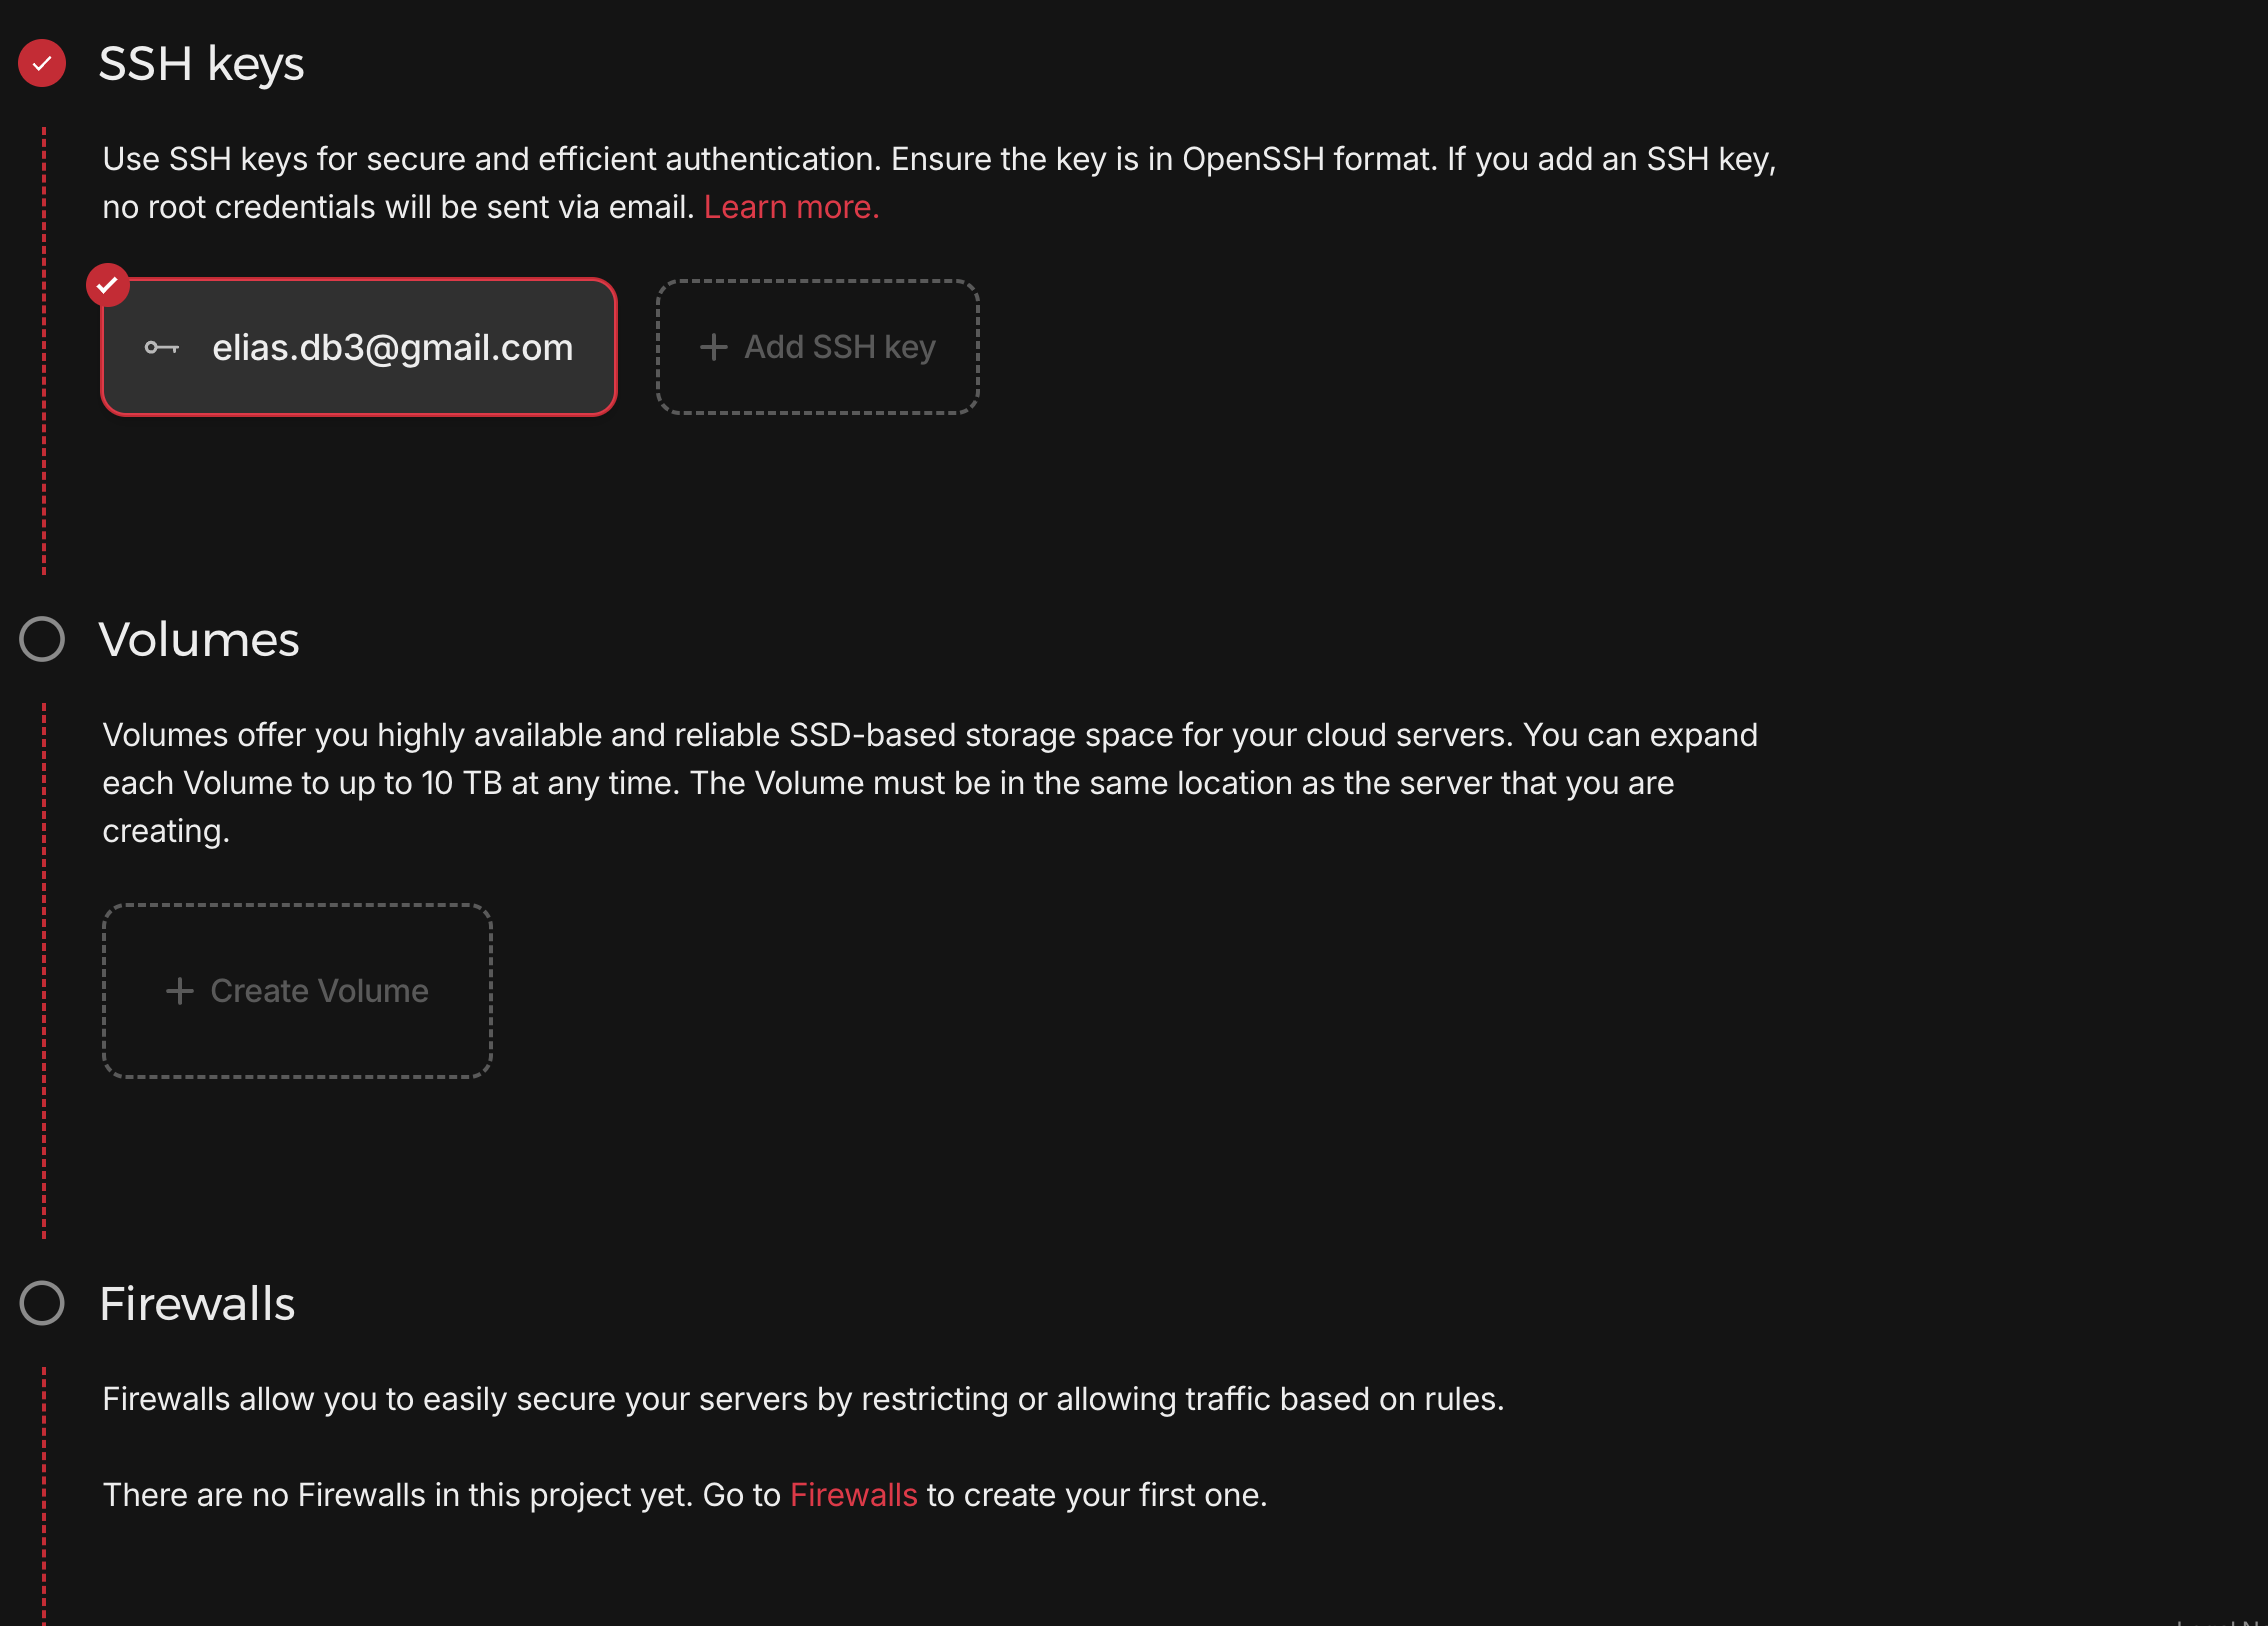 SSH keys
Use SSH keys for secure and efficient authentication. Ensure the key is in OpenSSH format. If you add an SSH key,
no root credentials will be sent via email. Learn more.
elias.db3@gmail.com
Add SSH key
Volumes
Volumes offer you highly available and reliable SSD-based storage space for your cloud servers. You can expand
each Volume to up to 10 TB at any time. The Volume must be in the same location as the server that you are
creating.
Create Volume
Firewalls
Firewalls allow you to easily secure your servers by restricting or allowing traffic based on rules.
There are no Firewalls in this project yet. Go to Firewalls to create your first one.